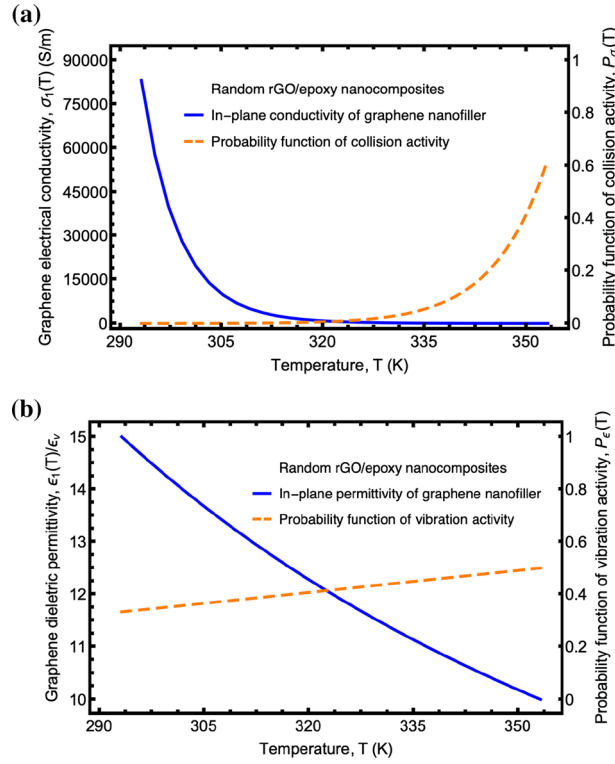 (a)
Graphene electrical conductivity, σ₁(T) (S/m)
90000
75000
60000
45000
30000
15000
0
Random rGO/epoxy nanocomposites
In-plane conductivity of graphene nanofiller
Probability function of collision activity
1
0.8
0.6
0.4
0.2
0
Probability function of collision activity, Pσ(T)
290
305
320
335
350
Temperature, T (K)
(b)
Graphene dieletric permittivity, ε₁(T)/εᵥ
15
14
13
12
11
10
Random rGO/epoxy nanocomposites
In-plane permittivity of graphene nanofiller
Probability function of vibration activity
1
0.8
0.6
0.4
0.2
0
Probability function of vibration activity, Pε(T)
290
305
320
335
350
Temperature, T (K)